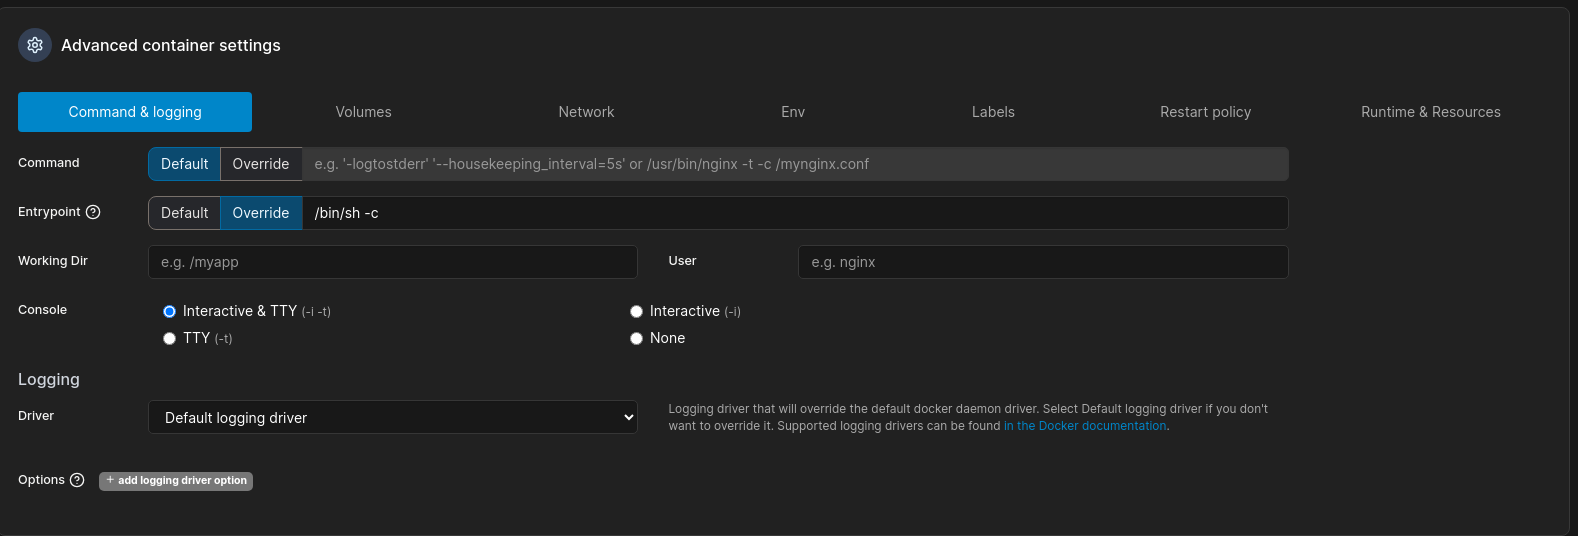 Advanced container settings
Command & logging Volumes Network Env Labels Restart policy Runtime & Resources
Command Default Override e.g. '-logtostderr' '--housekeeping_interval=5s' or /usr/bin/nginx -t -c /mynginx.conf
Entrypoint ? Default Override /bin/sh -c
Working Dir e.g. /myapp User e.g. nginx
Console Interactive & TTY (-i -t) Interactive (-i)
TTY (-t) None
Logging
Driver Default logging driver Logging driver that will override the default docker daemon driver. Select Default logging driver if you don't
want to override it. Supported logging drivers can be found in the Docker documentation.
Options ? + add logging driver option